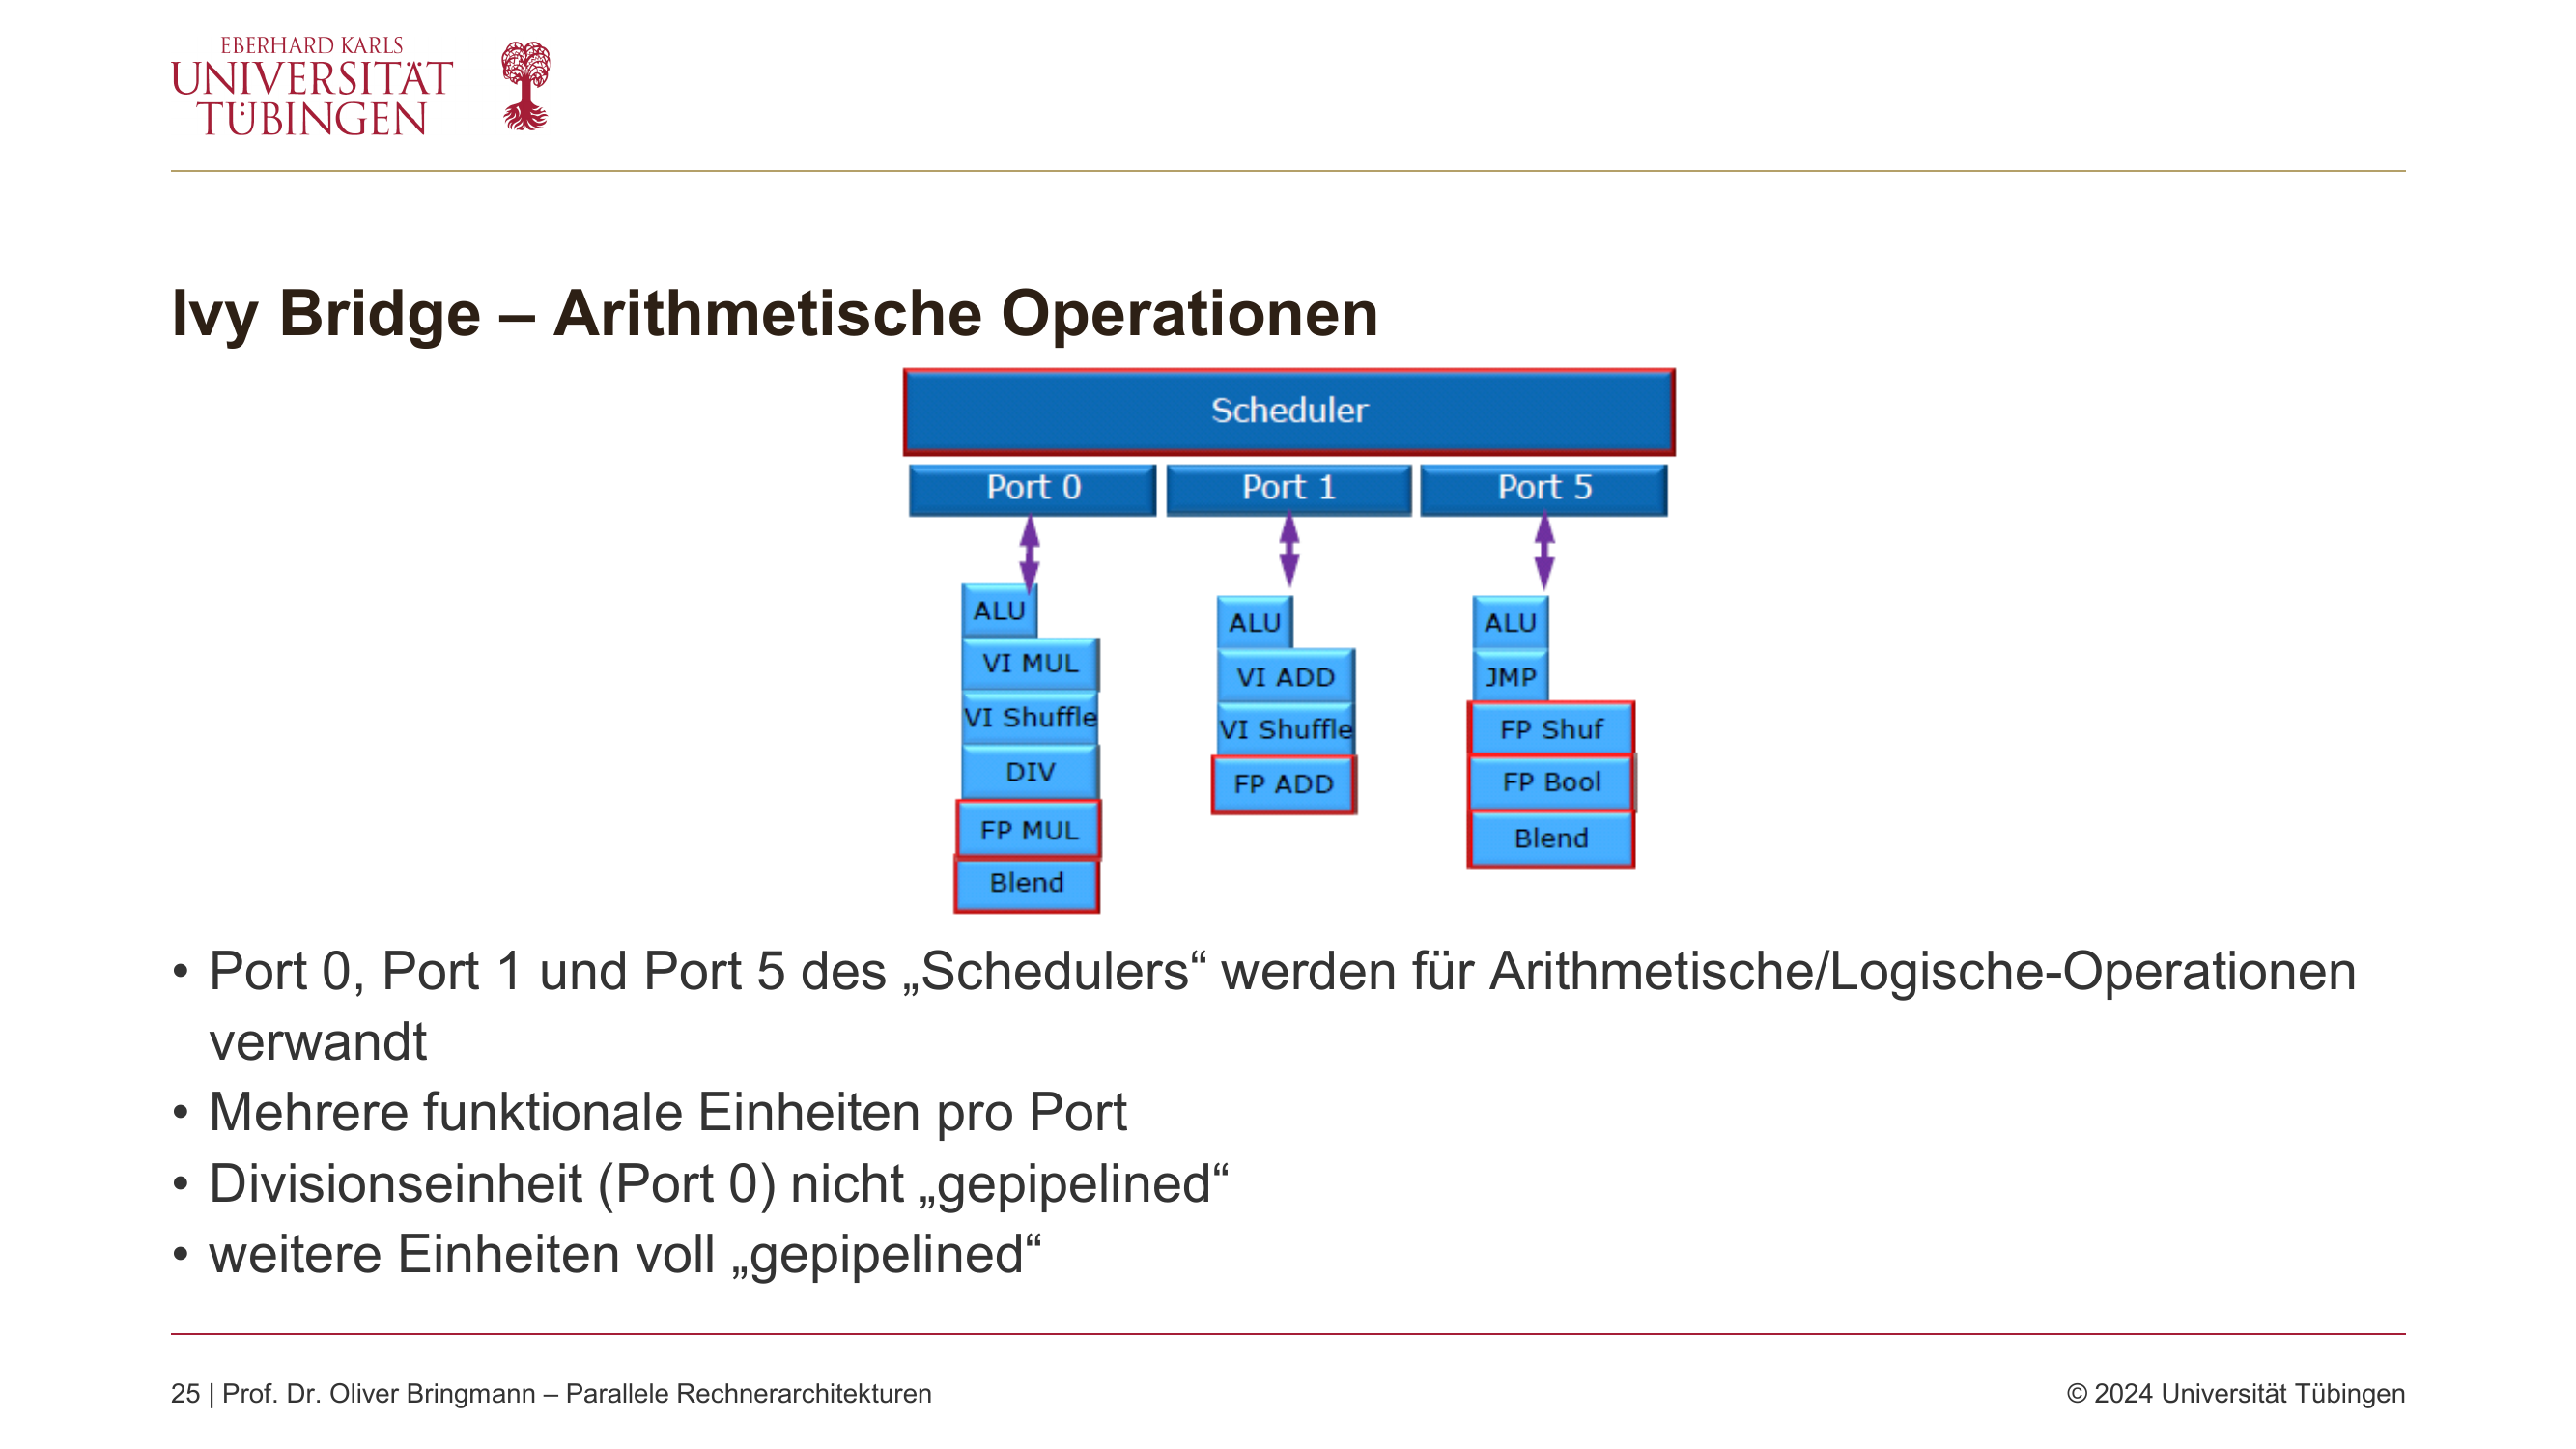 EBERHARD KARLS
UNIVERSITÄT
TÜBINGEN
Ivy Bridge – Arithmetische Operationen
Scheduler
Port 0
Port 1
Port 5
ALU
VI MUL
VI Shuffle
DIV
FP MUL
Blend
ALU
VI ADD
VI Shuffle
FP ADD
ALU
JMP
FP Shuf
FP Bool
Blend
• Port 0, Port 1 und Port 5 des „Schedulers“ werden für Arithmetische/Logische-Operationen
verwandt
• Mehrere funktionale Einheiten pro Port
• Divisionseinheit (Port 0) nicht „gepipelined“
• weitere Einheiten voll „gepipelined“
25 | Prof. Dr. Oliver Bringmann – Parallele Rechnerarchitekturen
© 2024 Universität Tübingen